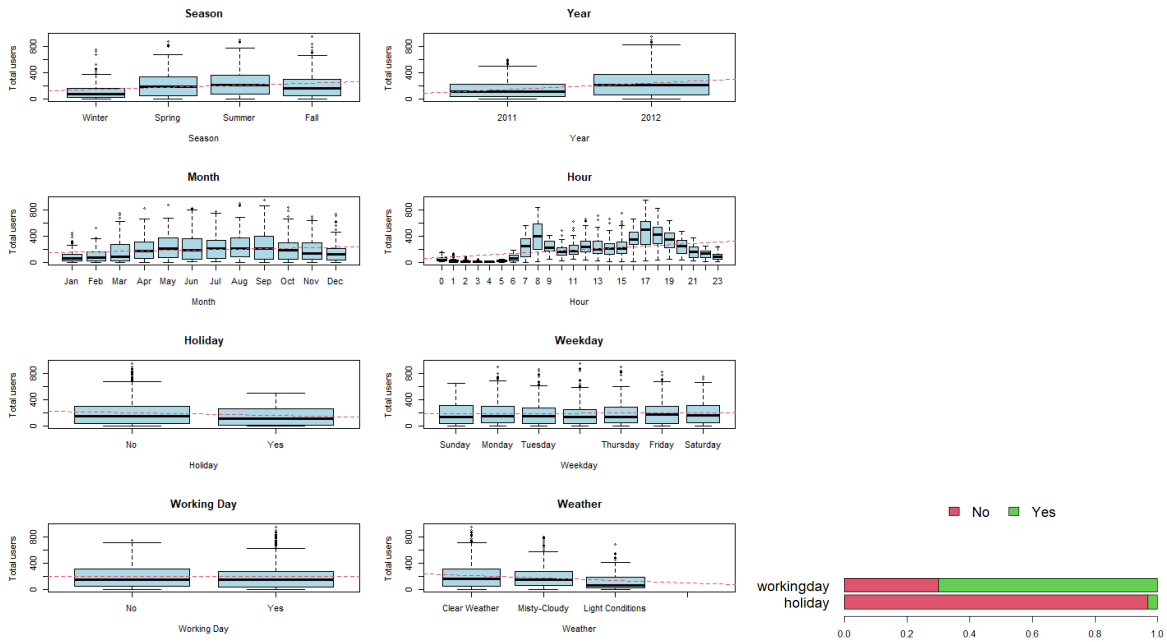 Season
Total users
0 400 800
Winter Spring Summer Fall
Season
Year
Total users
0 400 800
2011 2012
Year
Month
Total users
0 400 800
Jan Feb Mar Apr May Jun Jul Aug Sep Oct Nov Dec
Month
Hour
Total users
0 400 800
0 1 2 3 4 5 6 7 8 9 11 13 15 17 19 21 23
Hour
Holiday
Total users
0 400 800
No Yes
Holiday
Weekday
Total users
0 400 800
Sunday Monday Tuesday Thursday Friday Saturday
Weekday
Working Day
Total users
0 400 800
No Yes
Working Day
Weather
Total users
0 400 800
Clear Weather Misty-Cloudy Light Conditions
Weather
No Yes
workingday
holiday
0.0 0.2 0.4 0.6 0.8 1.0